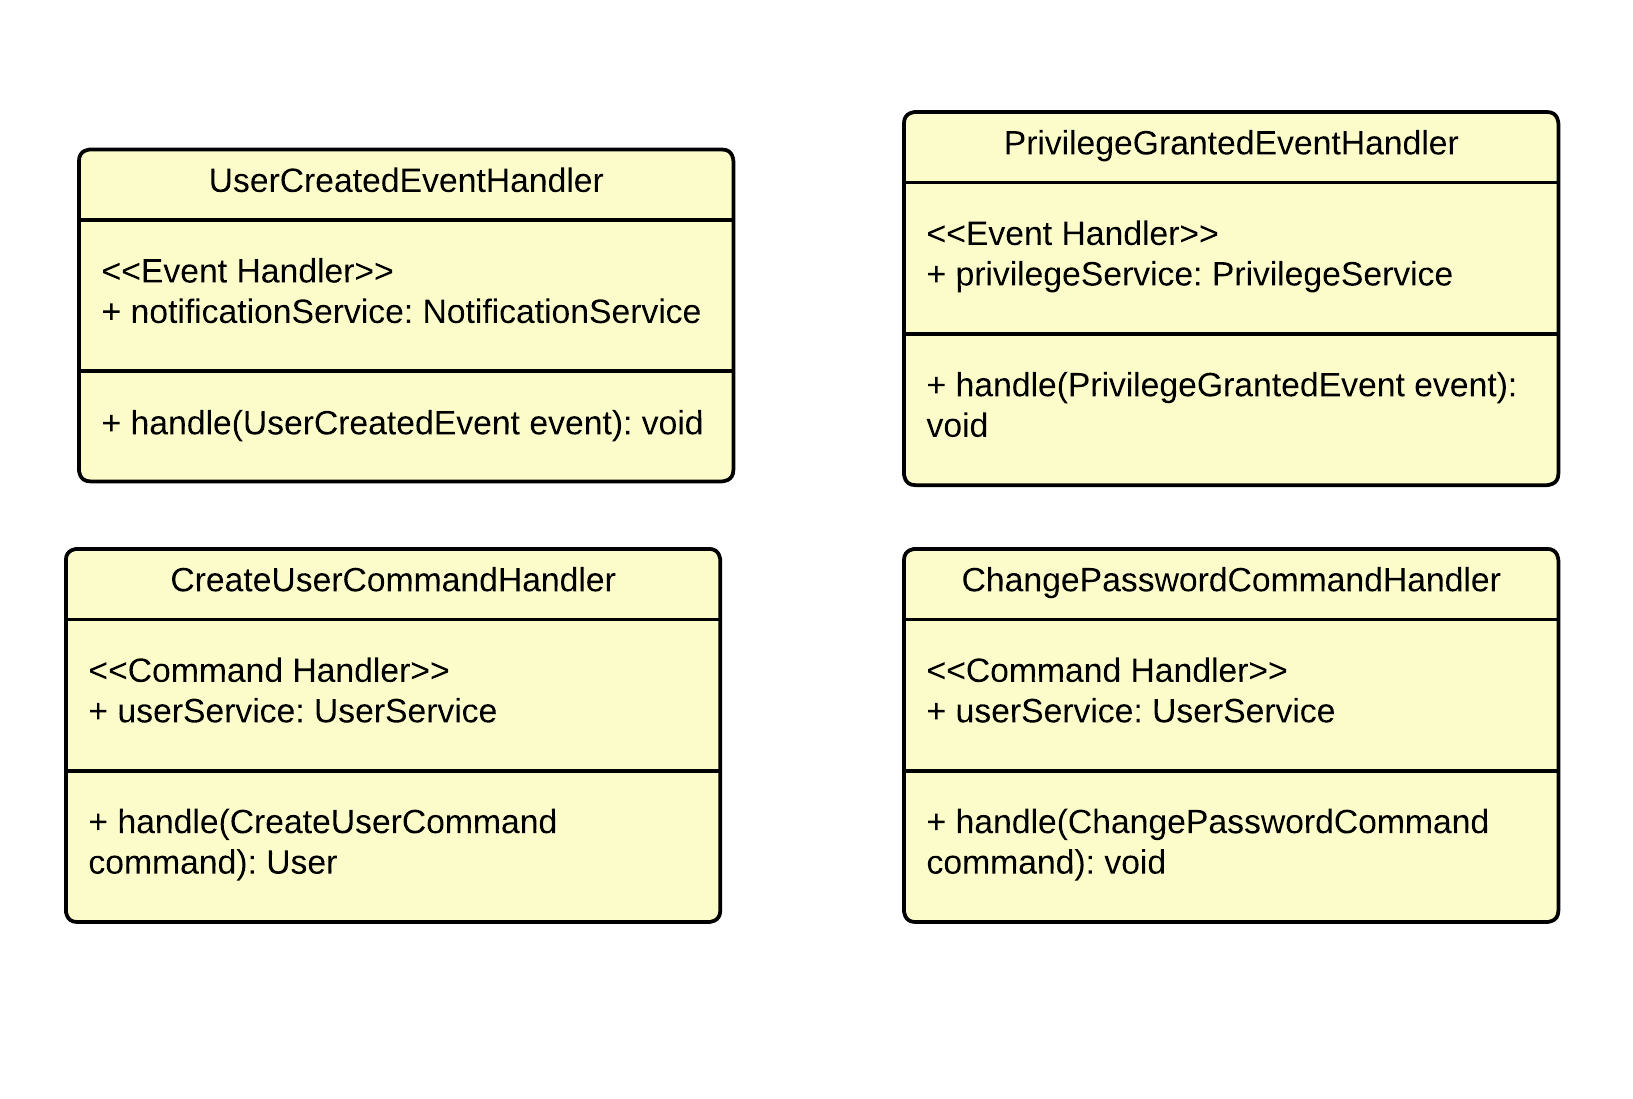 UserCreatedEventHandler
<<Event Handler>>
+ notificationService: NotificationService
+ handle(UserCreatedEvent event): void
PrivilegeGrantedEventHandler
<<Event Handler>>
+ privilegeService: PrivilegeService
+ handle(PrivilegeGrantedEvent event):
void
CreateUserCommandHandler
<<Command Handler>>
+ userService: UserService
+ handle(CreateUserCommand
command): User
ChangePasswordCommandHandler
<<Command Handler>>
+ userService: UserService
+ handle(ChangePasswordCommand
command): void